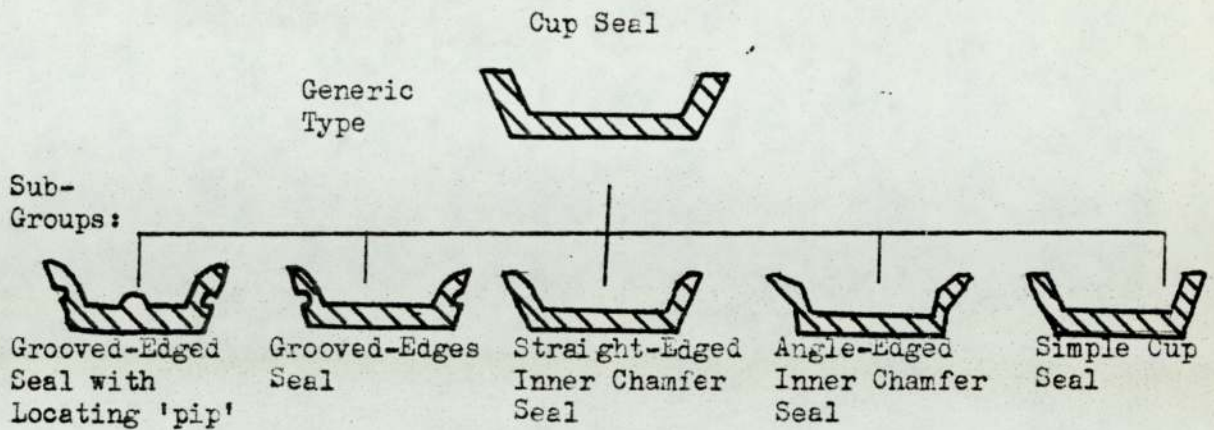 Cup Seal
Generic
Type
Sub-
Groups:
Grooved-Edged
Seal with
Locating 'pip'
Grooved-Edges
Seal
Straight-Edged
Inner Chamfer
Seal
Angle-Edged
Inner Chamfer
Seal
Simple Cup
Seal